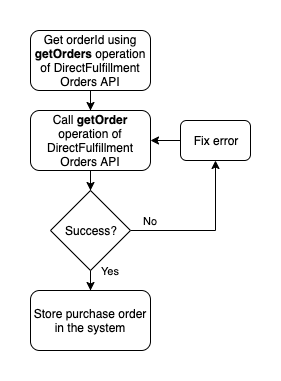 Get orderId using
getOrders operation
of DirectFulfillment
Orders API
Call getOrder
operation of
DirectFulfillment
Orders API
Fix error
Success?
No
Yes
Store purchase order
in the system